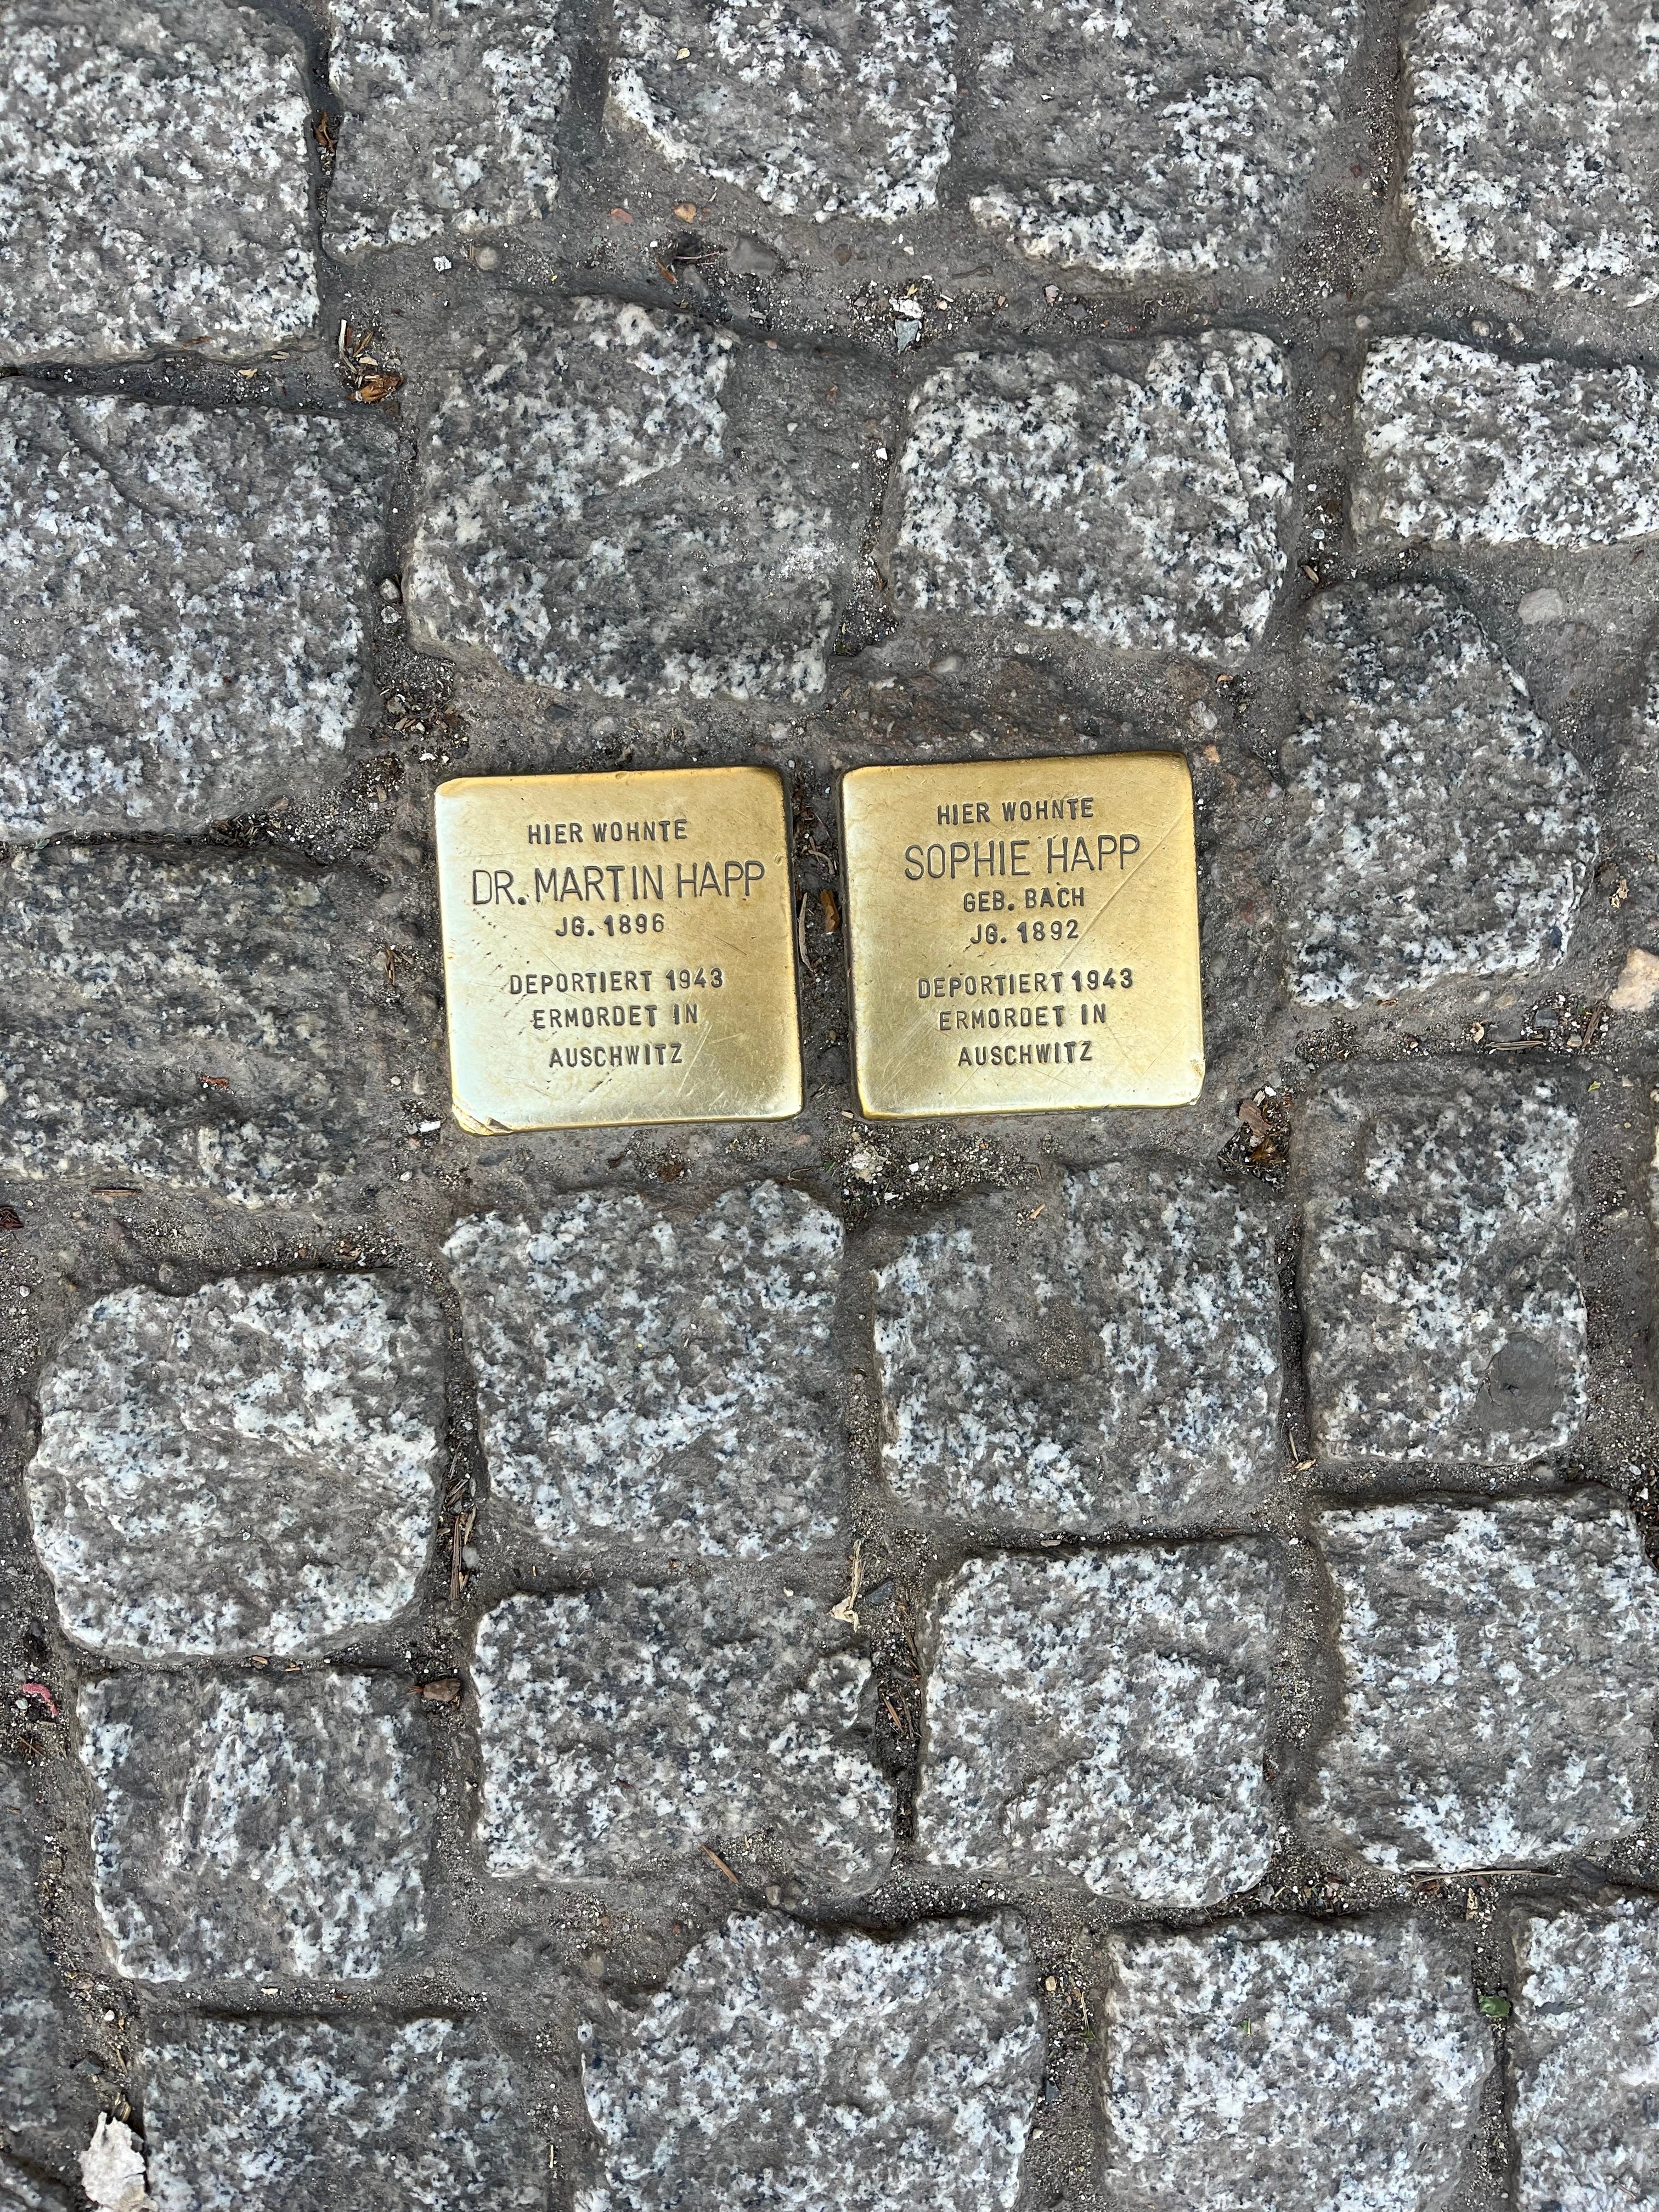 HIER WOHNTE
DR. MARTIN HAPP
JG. 1896
DEPORTIERT 1943
ERMORDET IN
AUSCHWITZ
HIER WOHNTE
SOPHIE HAPP
GEB. BACH
JG. 1892
DEPORTIERT 1943
ERMORDET IN
AUSCHWITZ